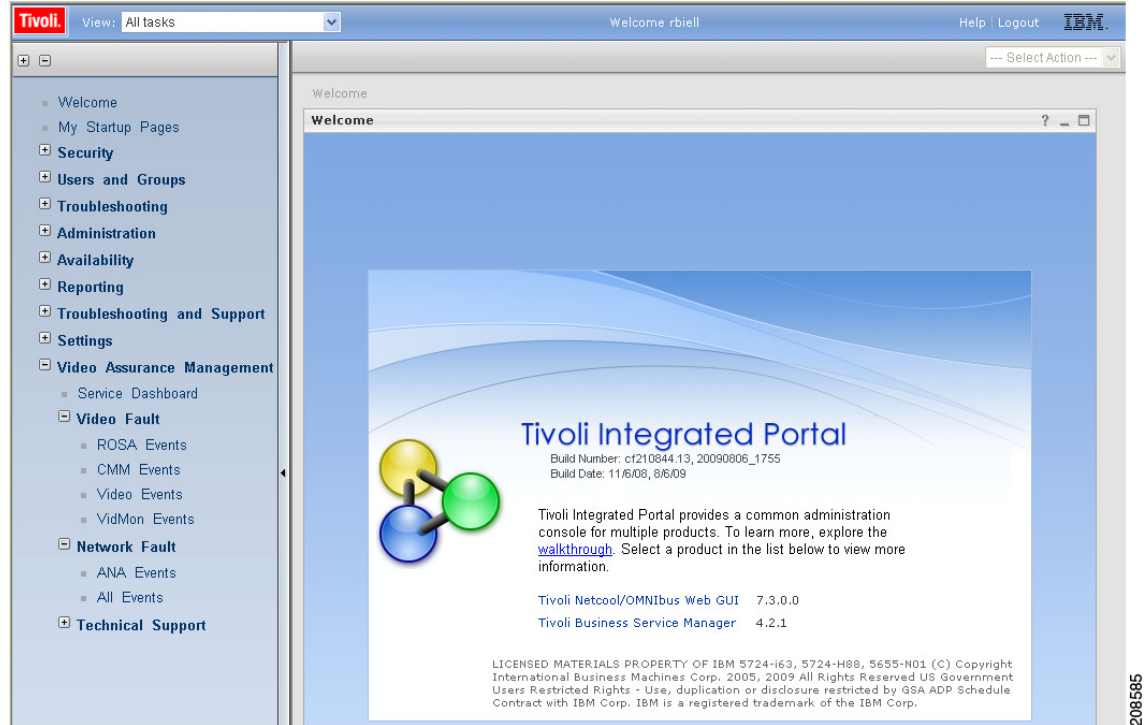 Tivoli. View: All tasks Welcome rbiell Help Logout IBM.
--- Select Action ---
Welcome
My Startup Pages
Security
Users and Groups
Troubleshooting
Administration
Availability
Reporting
Troubleshooting and Support
Settings
Video Assurance Management
Service Dashboard
Video Fault
ROSA Events
CMM Events
Video Events
VidMon Events
Network Fault
ANA Events
All Events
Technical Support
Welcome
Welcome ?
Tivoli Integrated Portal
Build Number: cf210844.13, 20090806_1755
Build Date: 11/6/08, 8/6/09
Tivoli Integrated Portal provides a common administration
console for multiple products. To learn more, explore the
walkthrough. Select a product in the list below to view more
information.
Tivoli Netcool/OMNIbus Web GUI 7.3.0.0
Tivoli Business Service Manager 4.2.1
LICENSED MATERIALS PROPERTY OF IBM 5724-i63, 5724-H88, 5655-N01 (C) Copyright
International Business Machines Corp. 2005, 2009 All Rights Reserved US Government
Users Restricted Rights - Use, duplication or disclosure restricted by GSA ADP Schedule
Contract with IBM Corp. IBM is a registered trademark of the IBM Corp.
208585